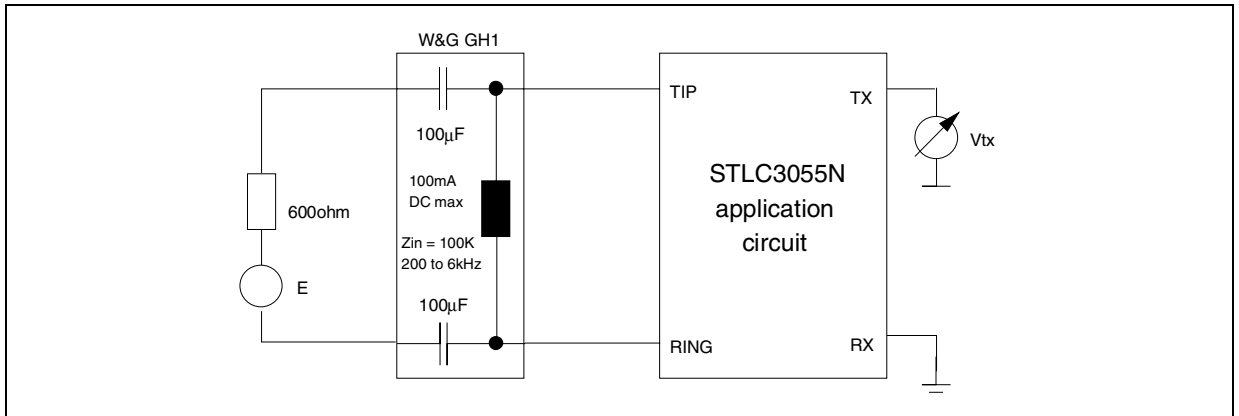 W&G GH1
TIP
TX
100μF
Vtx
100mA
DC max
STLC3055N
application
circuit
600ohm
Zin = 100K
200 to 6kHz
E
100μF
RING
RX